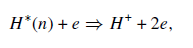 H*(n) + e ⇒ H⁺ + 2e,